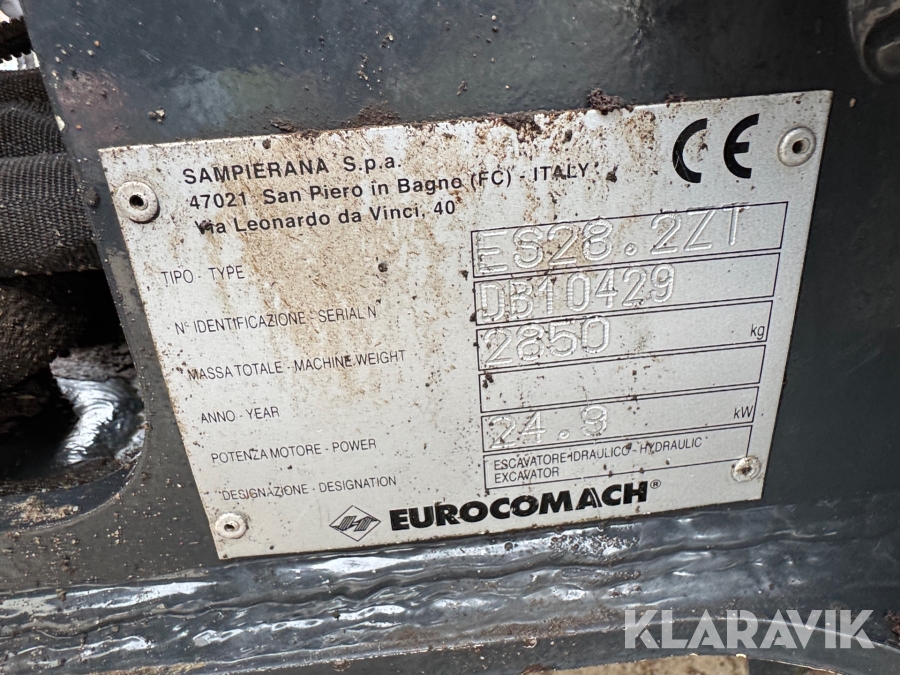 SAMPIERANA S.p.a.
47021 San Piero in Bagno (FC) - ITALY
Via Leonardo da Vinci, 40
CE
TIPO - TYPE ES28.2ZT
N° IDENTIFICAZIONE - SERIAL N° DB10429
MASSA TOTALE - MACHINE WEIGHT 2850 kg
ANNO - YEAR
POTENZA MOTORE - POWER 24.9 kW
DESIGNAZIONE - DESIGNATION ESCAVATORE IDRAULICO - HYDRAULIC
EXCAVATOR
EUROCOMACH®
KLARAVIK